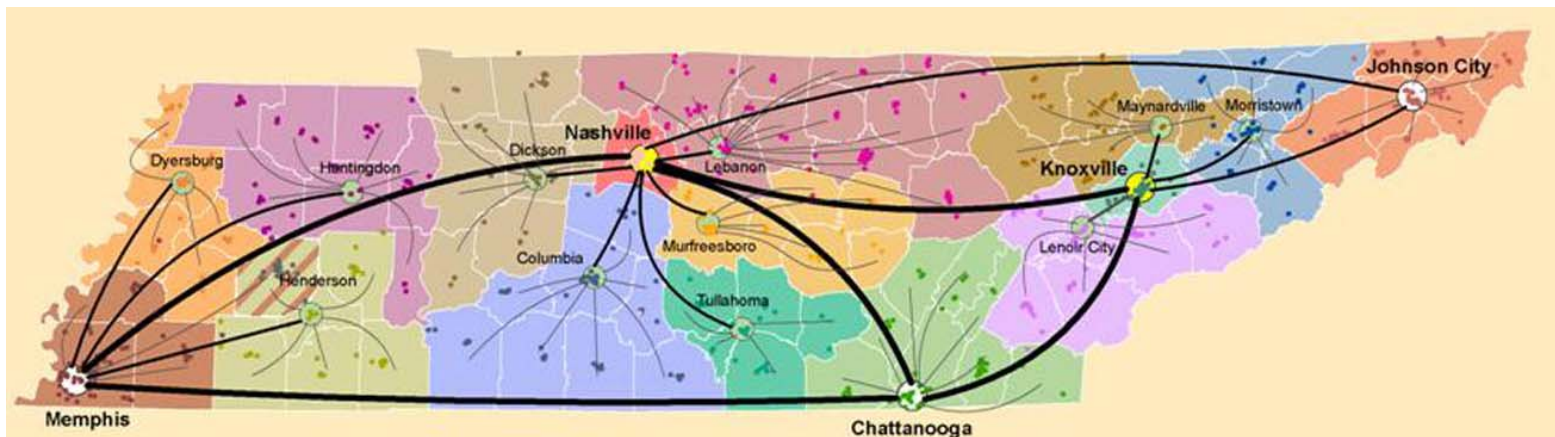 Johnson City
Maynardville
Morristown
Nashville
Dickson
Dyersburg
Huntingdon
Lebanon
Knoxville
Murfreesboro
Lenoir City
Columbia
Henderson
Tullahoma
Memphis
Chattanooga